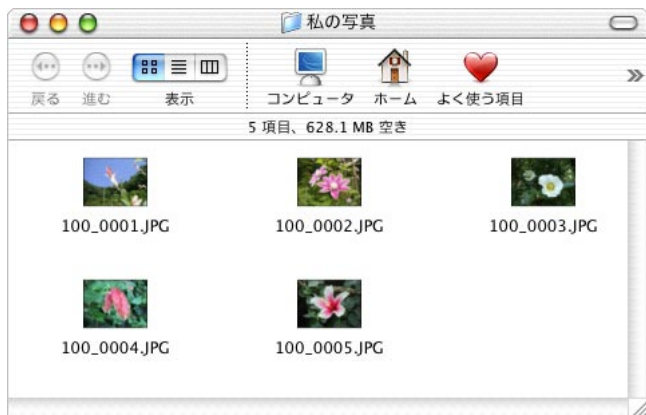 私の写真
戻る 進む 表示 コンピュータ ホーム よく使う項目
5 項目、628.1 MB 空き
100_0001.JPG 100_0002.JPG 100_0003.JPG
100_0004.JPG 100_0005.JPG